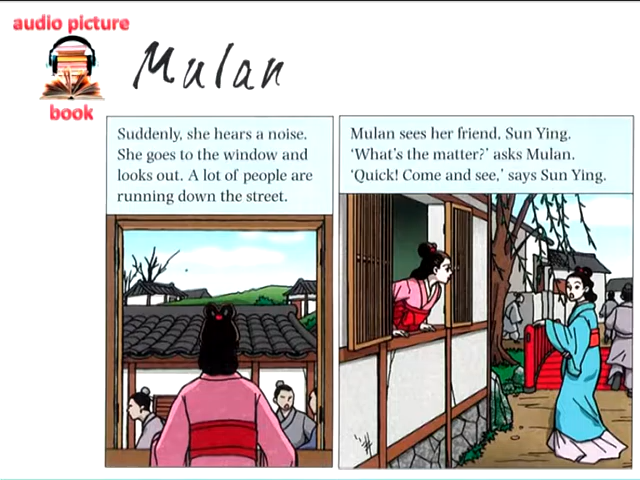 audio picture
book
Mulan
Suddenly, she hears a noise.
She goes to the window and
looks out. A lot of people are
running down the street.
Mulan sees her friend, Sun Ying.
‘What’s the matter?’ asks Mulan.
‘Quick! Come and see,’ says Sun Ying.